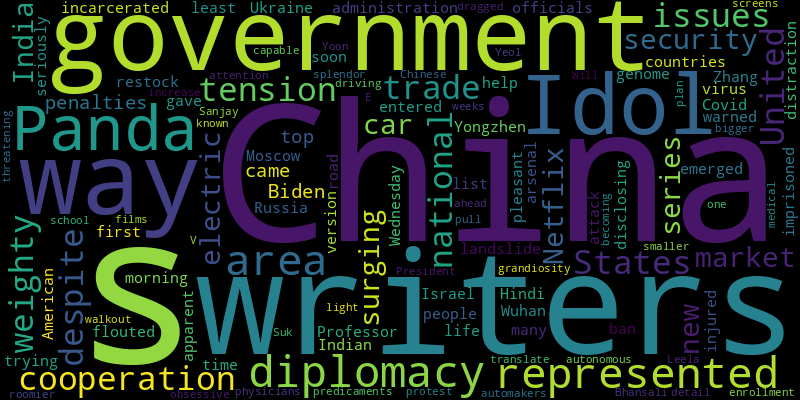 incarcerated least Ukraine administration dragged officials screens
India government issues
seriously capable Yoon Yeol security
attention splendor Chinese countries
restock tension driving trade help genome Zhang United distraction
penalties increase E weeks Will plan virus
Panda gave entered Idol Covid
Sanjay known car Yongzhen warned bigger
threatening top China list national pleasant arsenal series emerged imprisoned
way electric Moscow came road Wednesday Netflix disclosing one medical
Biden ahead attack becoming
Russia version pull
school films first V surging landslide smaller
weighty despite area President grandiosity States market
American morning S writers
walkout light Israel Hindi new injured
flouted apparent Suk Professor people Wuhan many ban
Indian life
trying time diplomacy translate autonomous Leela
cooperation represented
roomier obsessive physicians predicaments protest automakers Bhansali detail enrollment